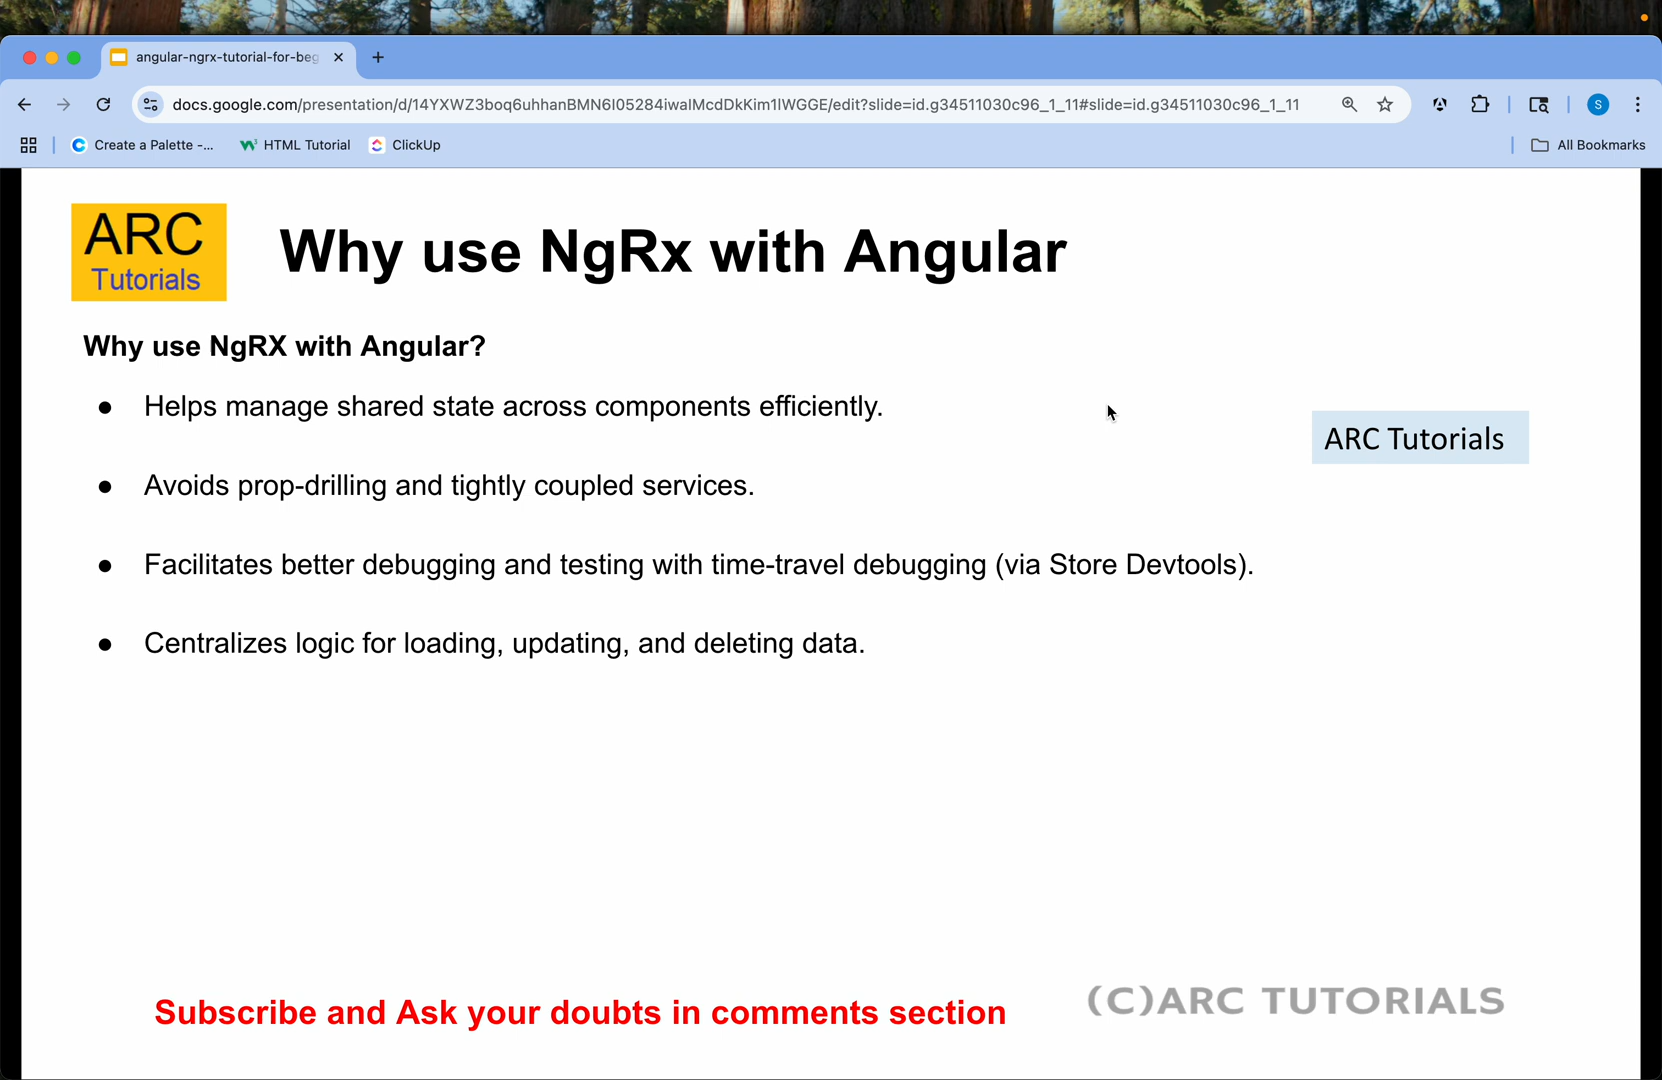 angular-ngrx-tutorial-for-beg
docs.google.com/presentation/d/14YXWZ3boq6uhhanBMN6I05284iwaIMcdDkKim1IWGGE/edit?slide=id.g34511030c96_1_11#slide=id.g34511030c96_1_11
S
Create a Palette -...
HTML Tutorial
ClickUp
All Bookmarks
ARC
Tutorials
Why use NgRx with Angular
Why use NgRX with Angular?
● Helps manage shared state across components efficiently.
ARC Tutorials
● Avoids prop-drilling and tightly coupled services.
● Facilitates better debugging and testing with time-travel debugging (via Store Devtools).
● Centralizes logic for loading, updating, and deleting data.
Subscribe and Ask your doubts in comments section
(C)ARC TUTORIALS